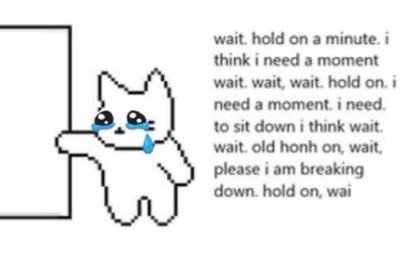 wait. hold on a minute. i
think i need a moment
wait. wait, wait. hold on. i
need a moment. i need.
to sit down i think wait.
wait. old honh on, wait,
please i am breaking
down. hold on, wai